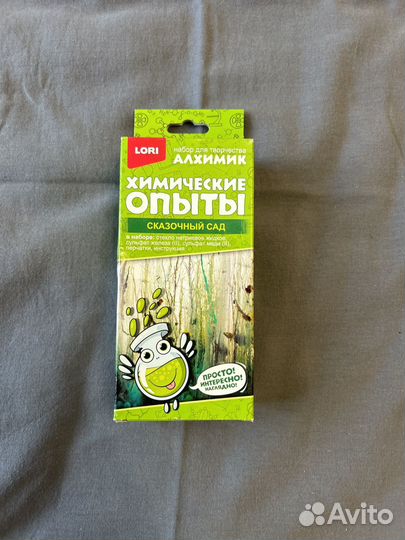 LORI
набор для творчества
АЛХИМИК
ХИМИЧЕСКИЕ
ОПЫТЫ
СКАЗОЧНЫЙ САД
в наборе: стекло натриевое жидкое,
сульфат железа (II), сульфат меди (II),
перчатки, инструкция
ПРОСТО!
ИНТЕРЕСНО!
НАГЛЯДНО!
Avito